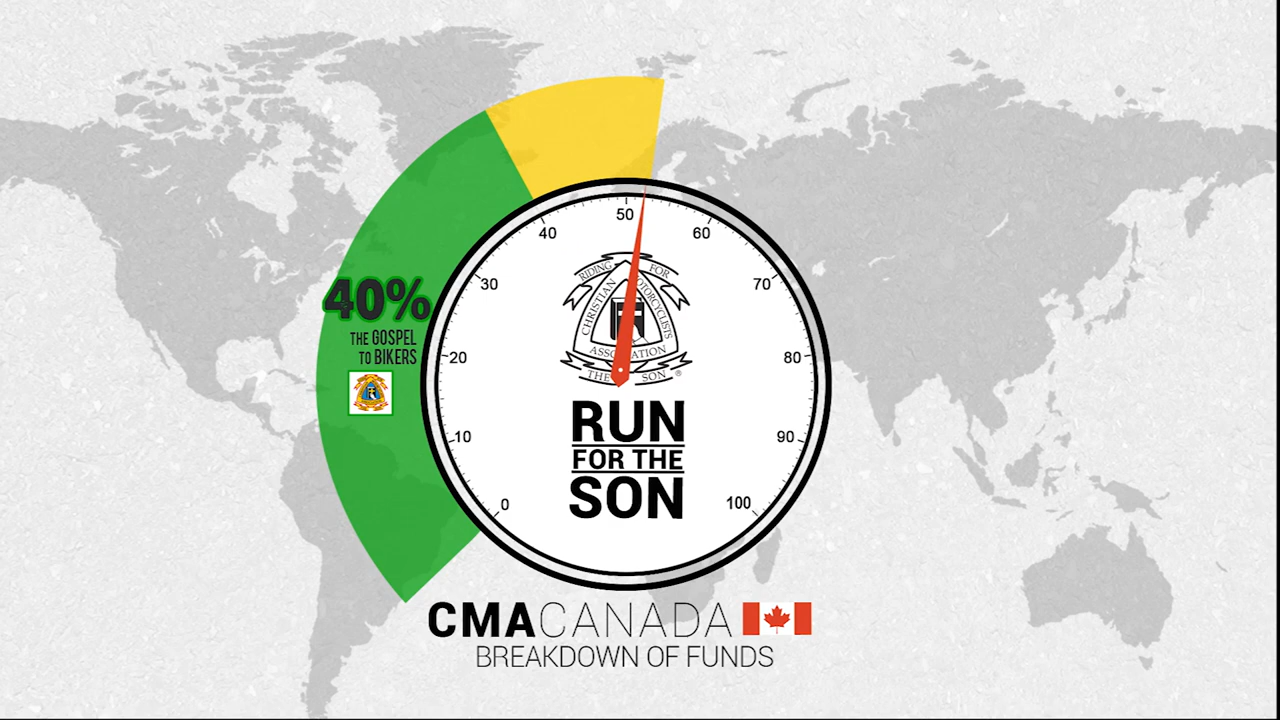 50
40
60
30
70
20
80
10
90
0
100
40%
THE GOSPEL
TO BIKERS
RIDING FOR
CHRISTIAN MOTORCYCLISTS
ASSOCIATION
THE SON ®
RUN
FOR THE
SON
CMACANADA
BREAKDOWN OF FUNDS